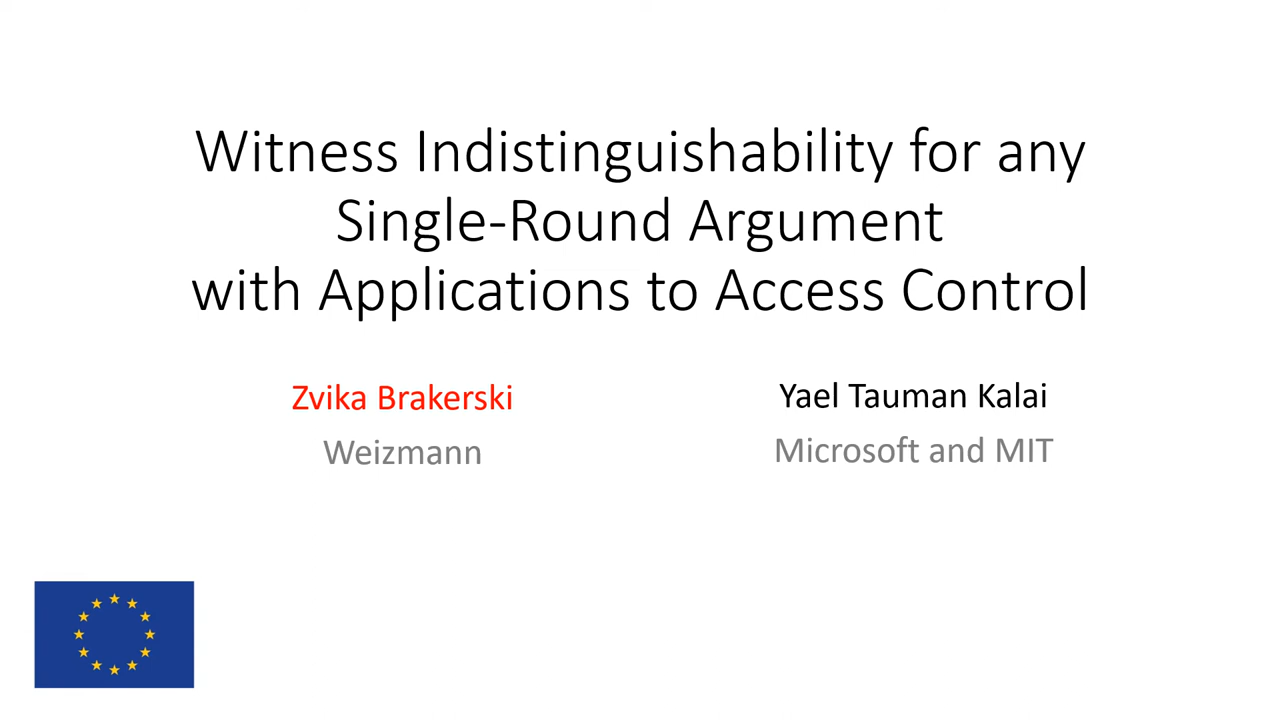 Witness Indistinguishability for any
Single-Round Argument
with Applications to Access Control
Zvika Brakerski
Weizmann
Yael Tauman Kalai
Microsoft and MIT